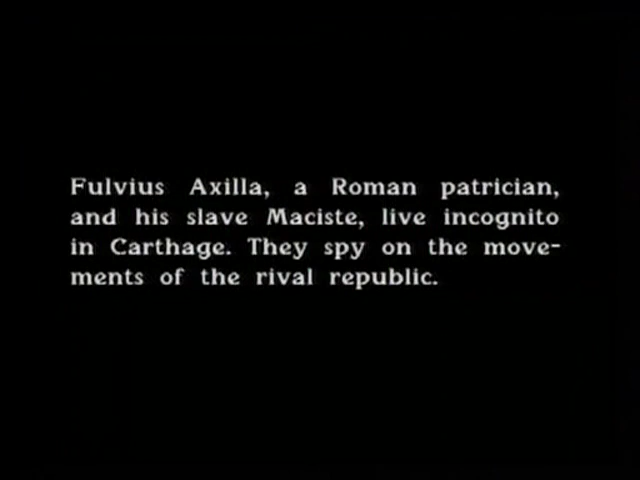 Fulvius Axilla, a Roman patrician,
and his slave Maciste, live incognito
in Carthage. They spy on the move-
ments of the rival republic.